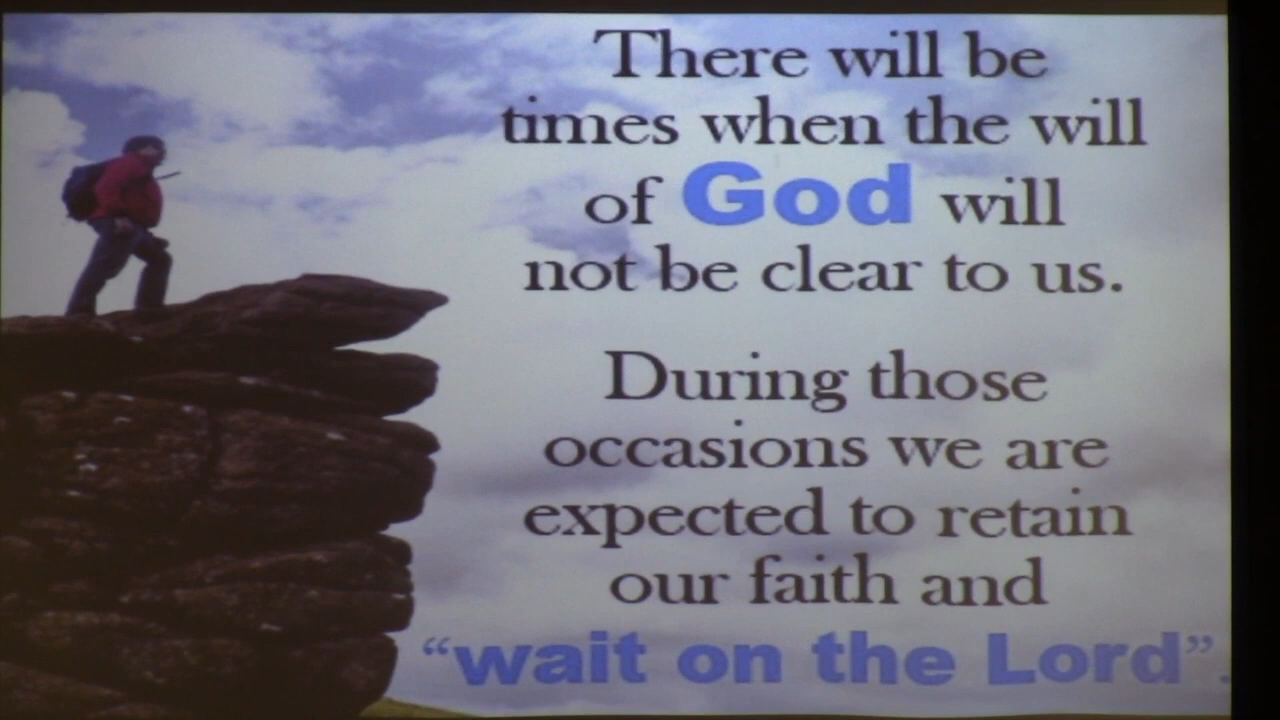 There will be
times when the will
of God will
not be clear to us.
During those
occasions we are
expected to retain
our faith and
“wait on the Lord”.